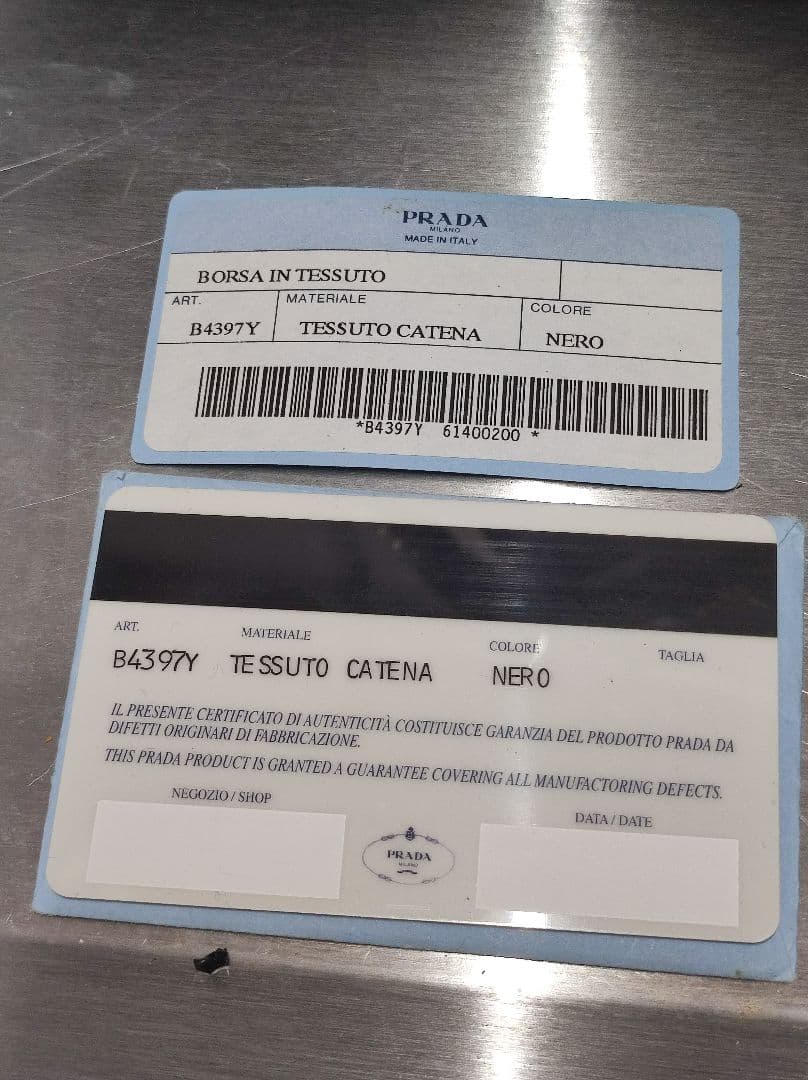 PRADA
MILANO
MADE IN ITALY
BORSA IN TESSUTO
ART. MATERIALE COLORE
B4397Y TESSUTO CATENA NERO
*B4397Y 61400200 *
ART. MATERIALE COLORE TAGLIA
B4397Y TESSUTO CATENA NERO
IL PRESENTE CERTIFICATO DI AUTENTICITÀ COSTITUISCE GARANZIA DEL PRODOTTO PRADA DA
DIFETTI ORIGINARI DI FABBRICAZIONE.
THIS PRADA PRODUCT IS GRANTED A GUARANTEE COVERING ALL MANUFACTORING DEFECTS.
NEGOZIO / SHOP DATA / DATE
PRADA
MILANO